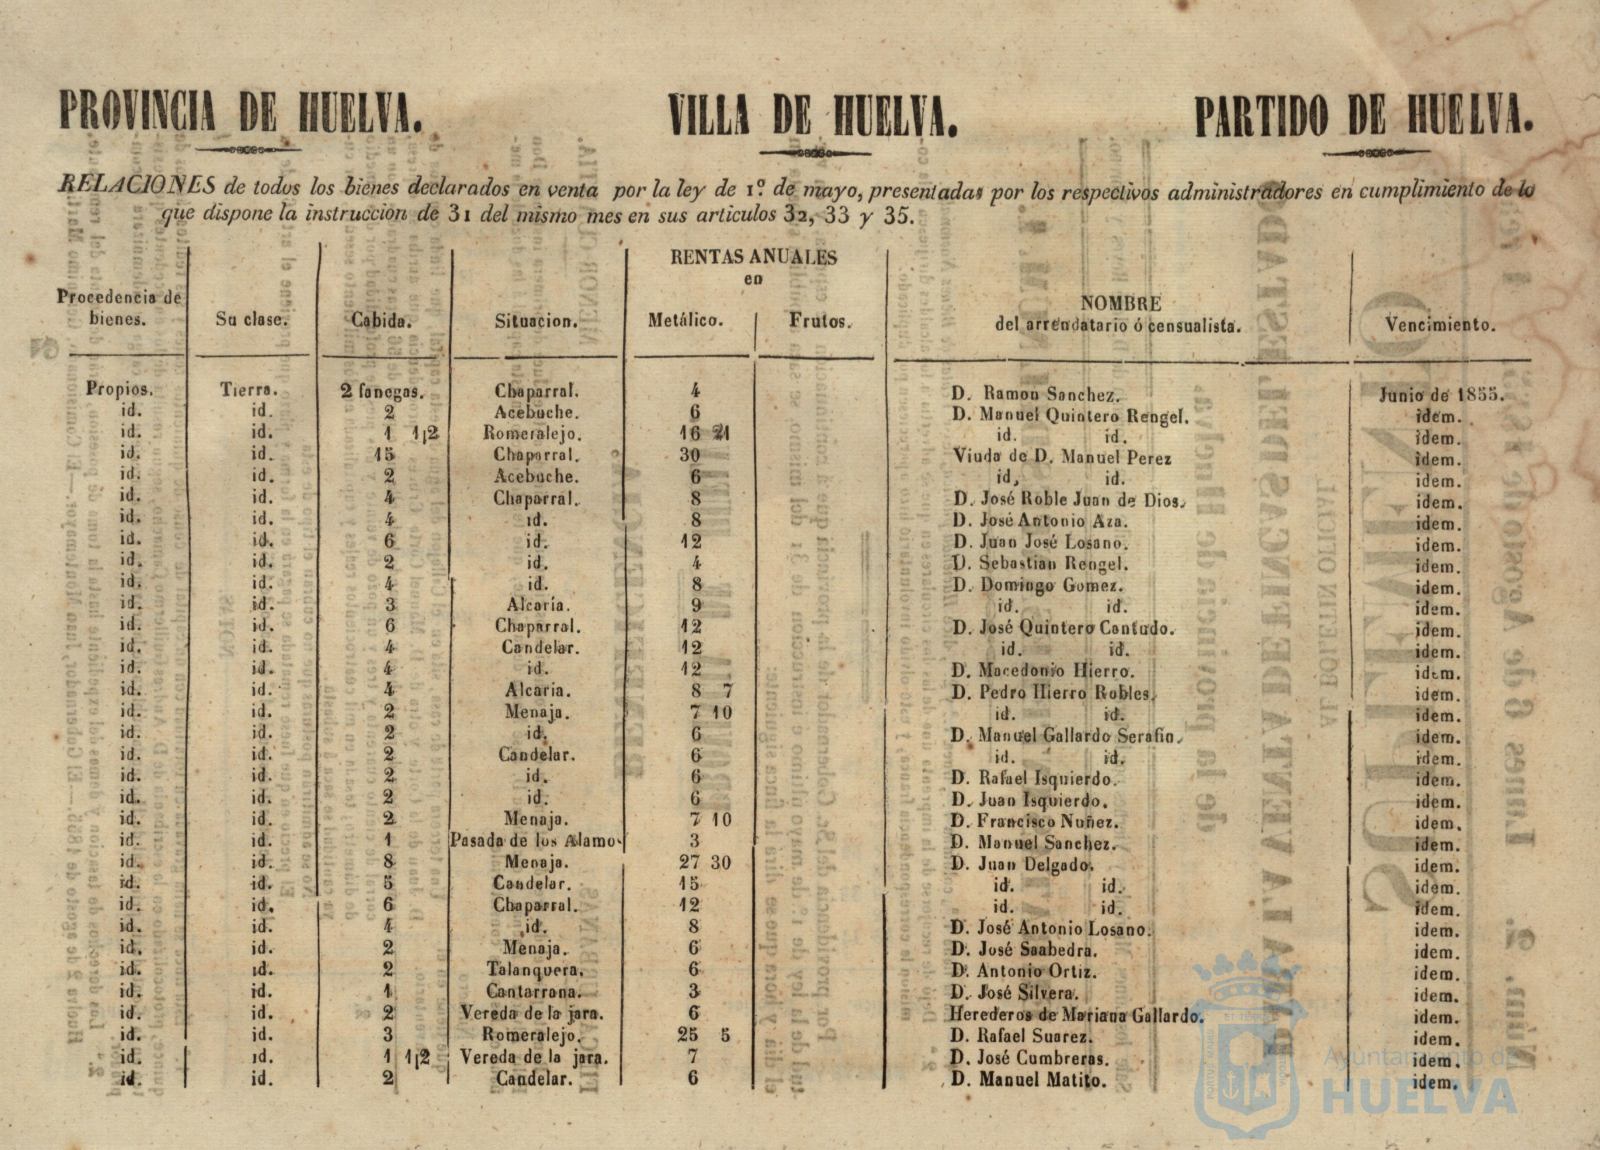 PROVINCIA DE HUELVA. VILLA DE HUELVA. PARTIDO DE HUELVA.
RELACIONES de todos los bienes declarados en venta por la ley de 1.º de mayo, presentadas por los respectivos administradores en cumplimiento de lo
que dispone la instruccion de 31 del mismo mes en sus articulos 32, 33 y 35.
RENTAS ANUALES
en
Procedencia de bienes. Su clase. Cabida. Situacion. Metálico. Frutos. NOMBRE del arrendatario ó censualista. Vencimiento.
Propios. Tierra. 2 fanegas. Chaparral. 4 D. Ramon Sanchez. Junio de 1855.
id. id. 2 Acebuche. 6 D. Manuel Quintero Rengel. idem.
id. id. 1 1|2 Romeralejo. 16 21 id. id. idem.
id. id. 15 Chaparral. 30 Viuda de D. Manuel Perez idem.
id. id. 2 Acebuche. 6 id, id. idem.
id. id. 4 Chaparral. 8 D. José Roble Juan de Dios. idem.
id. id. 4 id. 8 D. José Antonio Aza. idem.
id. id. 6 id. 12 D. Juan José Losano. idem.
id. id. 2 id. 4 D. Sebastian Rengel. idem.
id. id. 4 id. 8 D. Domingo Gomez. idem.
id. id. 3 Alcaría. 9 id. id. idem.
id. id. 6 Chaparral. 12 D. José Quintero Cantudo. idem.
id. id. 4 Candelar. 12 id. id. idem.
id. id. 4 id. 12 D. Macedonio Hierro. idem.
id. id. 4 Alcaria. 8 7 D. Pedro Hierro Robles. idem.
id. id. 2 Menaja. 7 10 id. id. idem.
id. id. 2 id. 6 D. Manuel Gallardo Serafin. idem.
id. id. 2 Candelar. 6 id. id. idem.
id. id. 2 id. 6 D. Rafael Isquierdo. idem.
id. id. 2 id. 6 D. Juan Isquierdo. idem.
id. id. 2 Menaja. 7 10 D. Francisco Nuñez. idem.
id. id. 1 Pasada de los Alamos 3 D. Manuel Sanchez. idem.
id. id. 8 Menaja. 27 30 D. Juan Delgado. idem.
id. id. 5 Candelar. 15 id. id. idem.
id. id. 6 Chaparral. 12 id. id. idem.
id. id. 4 id. 8 D. José Antonio Losano. idem.
id. id. 2 Menaja. 6 D. José Saabedra. idem.
id. id. 2 Talanquera. 6 D. Antonio Ortiz. idem.
id. id. 1 Cantarrana. 3 D. José Silvera. idem.
id. id. 2 Vereda de la jara. 6 Herederos de Mariana Gallardo. idem.
id. id. 3 Romeralejo. 25 5 D. Rafael Suarez. idem.
id. id. 1 1|2 Vereda de la jara. 7 D. José Cumbreras. idem.
id. id. 2 Candelar. 6 D. Manuel Matito. idem.
Ayuntamiento de
HUELVA